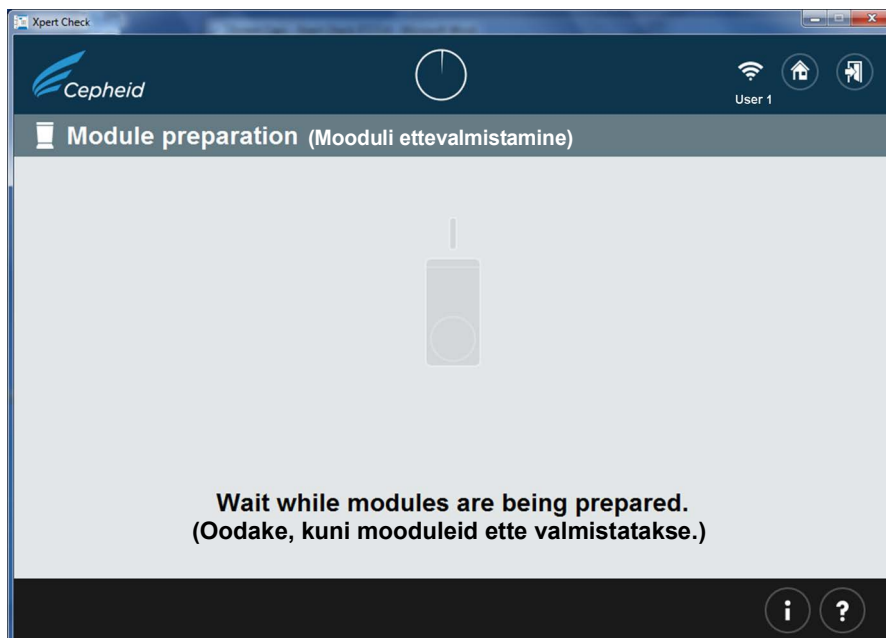 Xpert Check
Cepheid
User 1
Module preparation (Mooduli ettevalmistamine)
Wait while modules are being prepared.
(Oodake, kuni mooduleid ette valmistatakse.)
i ?